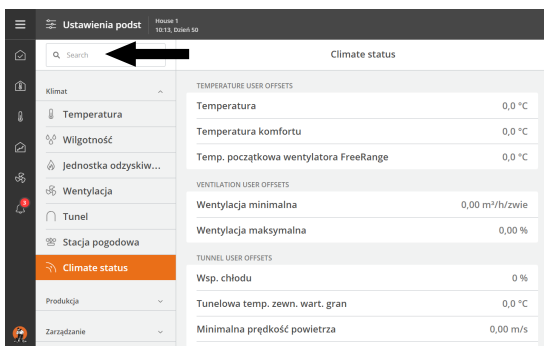 Ustawienia podst
House 1
10:13, Dzień 50
Search
Climate status
Klimat
Temperatura
Wilgotność
Jednostka odzyskiw...
Wentylacja
Tunel
Stacja pogodowa
Climate status
Produkcja
Zarządzanie
3
TEMPERATURE USER OFFSETS
Temperatura 0,0 °C
Temperatura komfortu 0,0 °C
Temp. początkowa wentylatora FreeRange 0,0 °C
VENTILATION USER OFFSETS
Wentylacja minimalna 0,00 m³/h/zwie
Wentylacja maksymalna 0,00 %
TUNNEL USER OFFSETS
Wsp. chłodu 0 %
Tunelowa temp. zewn. wart. gran 0,0 °C
Minimalna prędkość powietrza 0,00 m/s